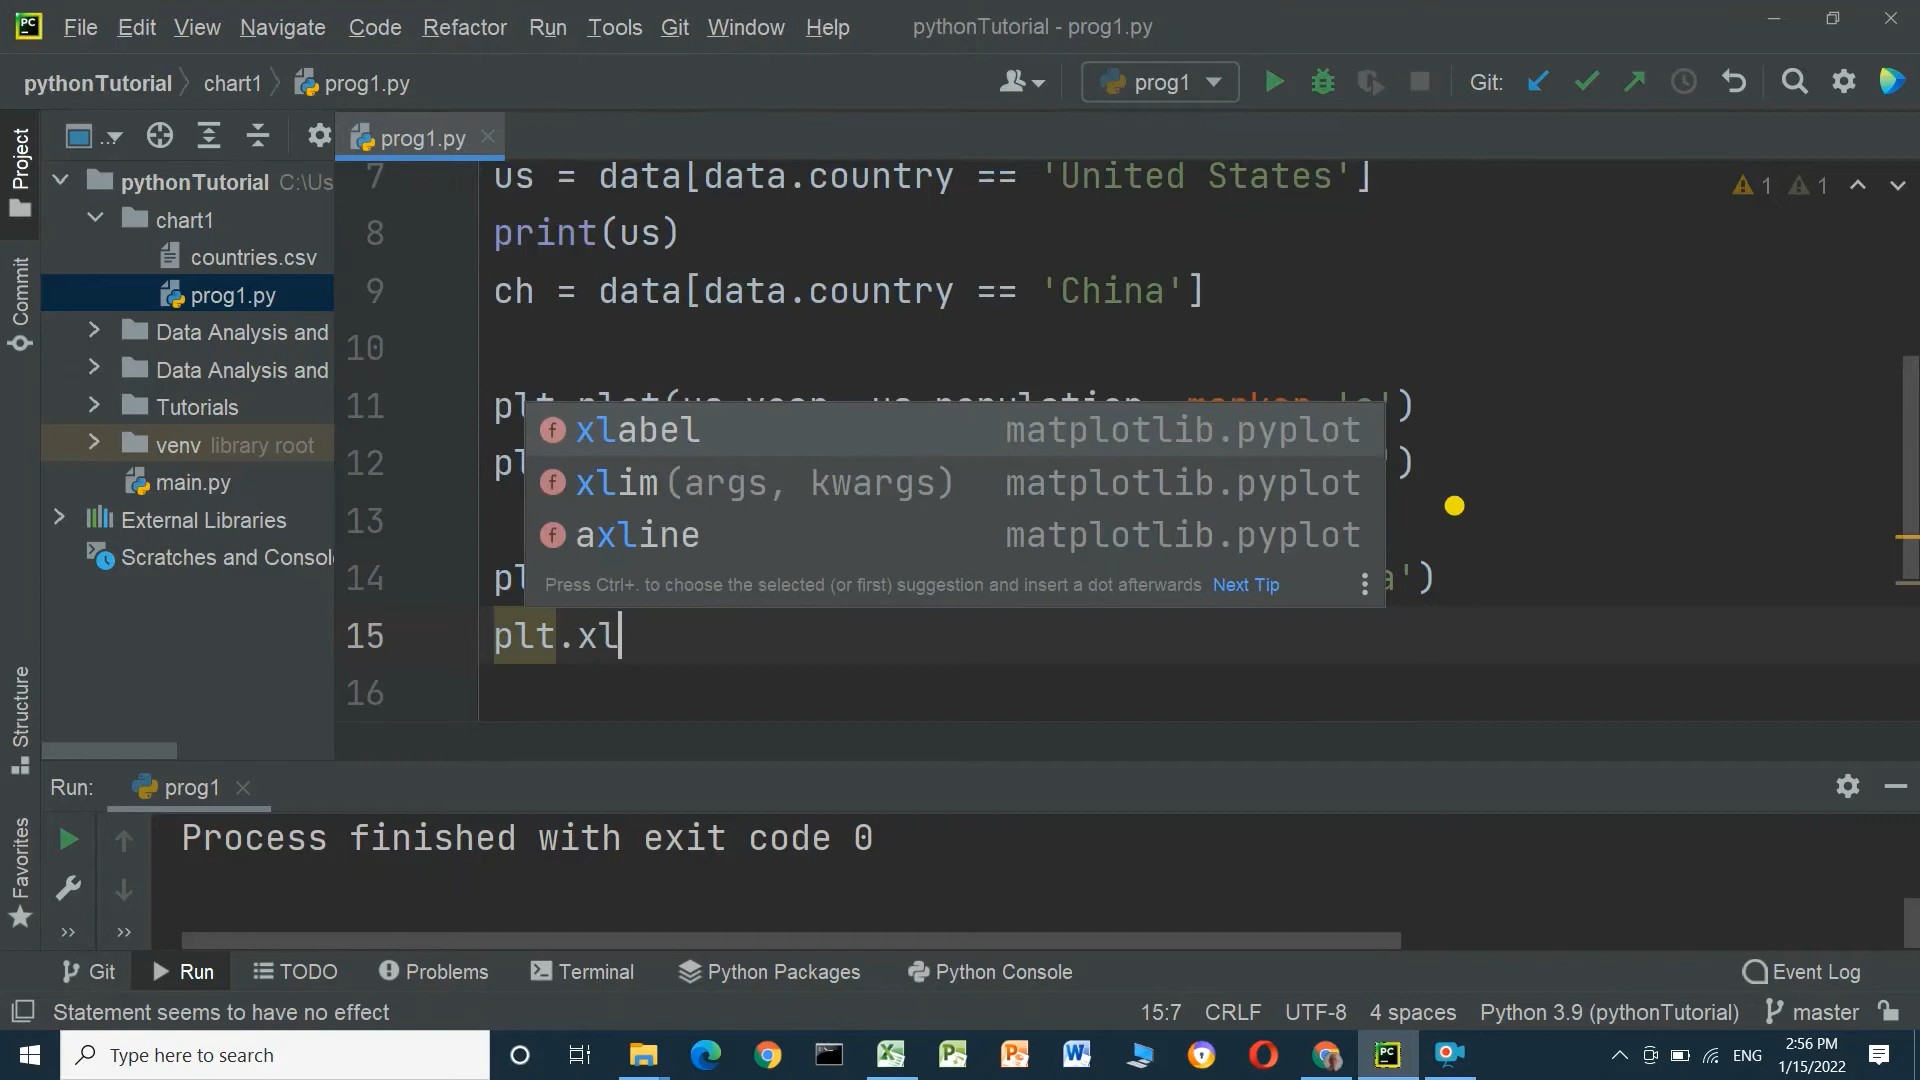 PC File Edit View Navigate Code Refactor Run Tools Git Window Help pythonTutorial - prog1.py
pythonTutorial chart1 prog1.py prog1 Git:
Project
Commit
Structure
Favorites
... prog1.py
pythonTutorial C:\Us
chart1
countries.csv
prog1.py
Data Analysis and
Data Analysis and
Tutorials
venv library root
main.py
External Libraries
Scratches and Consol
7 us = data[data.country == 'United States']
1 1
8 print(us)
9 ch = data[data.country == 'China']
10
11 plt.plot(us.year, us.population, marker='o')
12 pl ')
13
14 pl a')
15 plt.xl
16
xlabel matplotlib.pyplot
xlim(args, kwargs) matplotlib.pyplot
axline matplotlib.pyplot
Press Ctrl+. to choose the selected (or first) suggestion and insert a dot afterwards Next Tip
Run: prog1
Process finished with exit code 0
Git Run TODO Problems Terminal Python Packages Python Console Event Log
Statement seems to have no effect 15:7 CRLF UTF-8 4 spaces Python 3.9 (pythonTutorial) master
Type here to search ENG 2:56 PM
1/15/2022